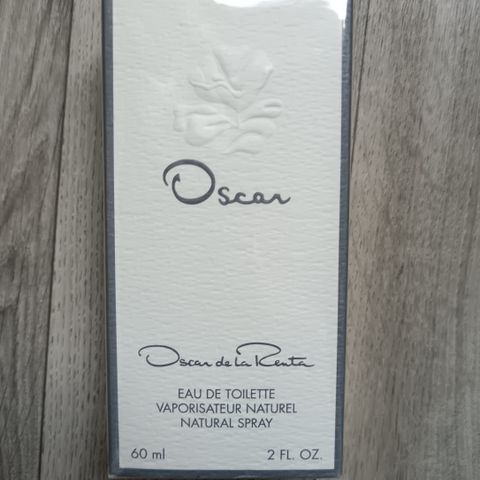 Oscar
Oscar de la Renta
EAU DE TOILETTE
VAPORISATEUR NATUREL
NATURAL SPRAY
60 ml 2 FL. OZ.